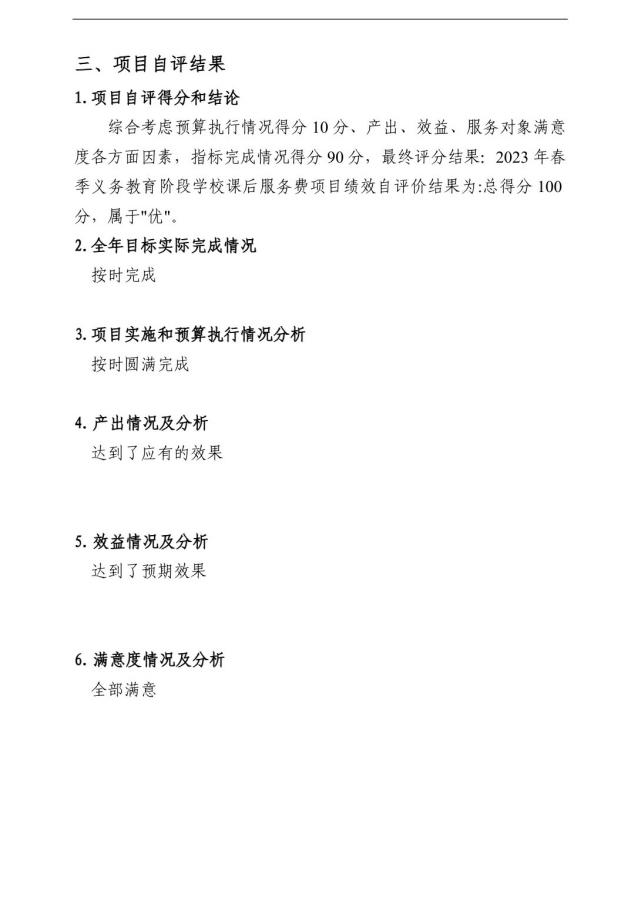 三、项目自评结果
1. 项目自评得分和结论
综合考虑预算执行情况得分 10 分、产出、效益、服务对象满意
度各方面因素，指标完成情况得分 90 分，最终评分结果：2023 年春
季义务教育阶段学校课后服务费项目绩效自评价结果为:总得分 100
分，属于"优"。
2. 全年目标实际完成情况
按时完成
3. 项目实施和预算执行情况分析
按时圆满完成
4. 产出情况及分析
达到了应有的效果
5. 效益情况及分析
达到了预期效果
6. 满意度情况及分析
全部满意